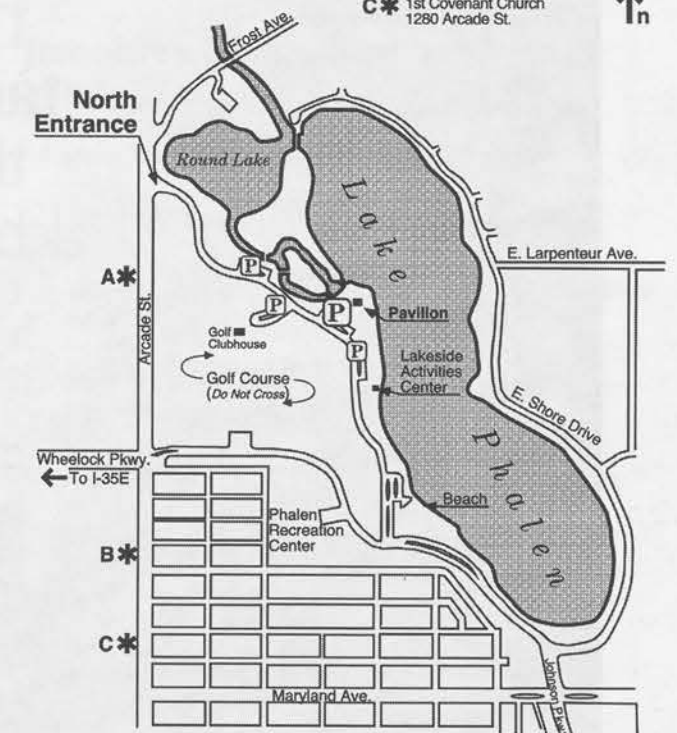 C✱ 1st Covenant Church
1280 Arcade St.
n
Frost Ave.
North
Entrance
Round Lake
Lake
E. Larpenteur Ave.
A✱
P
P
P
Pavilion
Arcade St.
Golf
Clubhouse
P
Lakeside
Activities
Center
Golf Course
(Do Not Cross)
E. Shore Drive
Phalen
Wheelock Pkwy.
To I-35E
Beach
Phalen
Recreation
Center
B✱
C✱
Maryland Ave.
Johnson Pkwy.